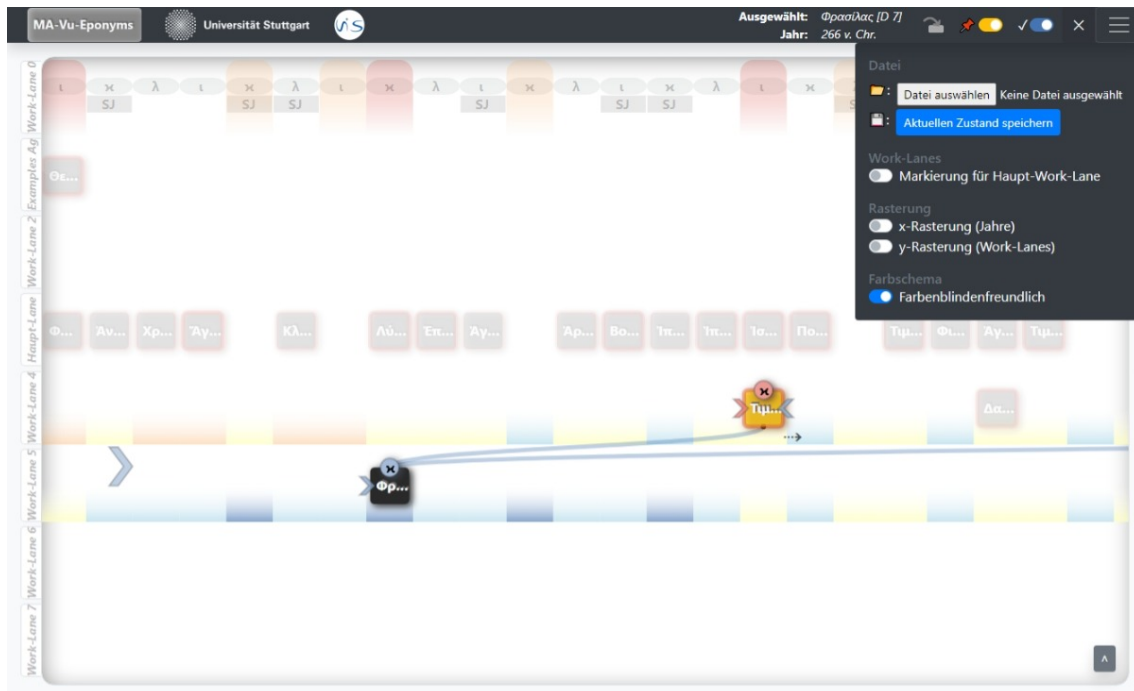 MA-Vu-Eponyms
Universität Stuttgart
VIS
Ausgewählt: Φρασίλας [D 7]
Jahr: 266 v. Chr.
Datei
Datei auswählen Keine Datei ausgewählt
Aktuellen Zustand speichern
Work-Lanes
Markierung für Haupt-Work-Lane
Rasterung
x-Rasterung (Jahre)
y-Rasterung (Work-Lanes)
Farbschema
Farbenblindenfreundlich
Work-Lane 0
ι ϰ λ ι ϰ λ ι ϰ λ ι ϰ λ ι ϰ λ ι ϰ
SJ SJ SJ SJ SJ SJ
Examples Ag
Θε...
Work-Lane 2
Haupt-Lane
Φ... Ἀν... Χρ... Ἄγ... Κλ... Λύ... Ἐπ... Ἀγ... Ἀρ... Βο... Ἱπ... Ἱπ... Ἰσ... Πο... Τιμ... Φι... Ἀγ... Τιμ...
Work-Lane 4
ϰ
Τιμ...
Δα...
Work-Lane 5
ϰ
Φρ...
Work-Lane 6
Work-Lane 7